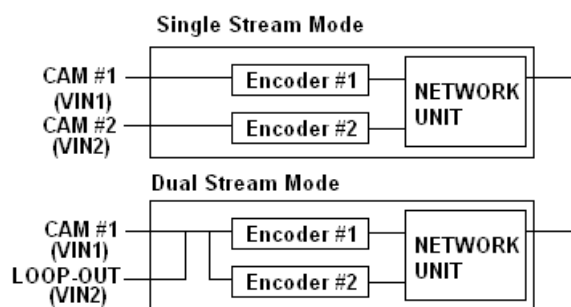 Single Stream Mode
CAM #1
(VIN1)
Encoder #1
NETWORK
UNIT
CAM #2
(VIN2)
Encoder #2
Dual Stream Mode
CAM #1
(VIN1)
Encoder #1
NETWORK
UNIT
LOOP-OUT
(VIN2)
Encoder #2